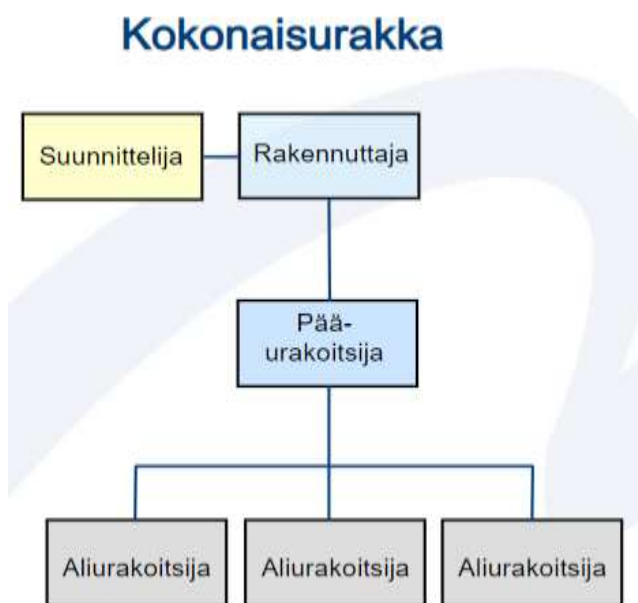 Kokonaisurakka
Suunnittelija
Rakennuttaja
Pää-
urakoitsija
Aliurakoitsija
Aliurakoitsija
Aliurakoitsija